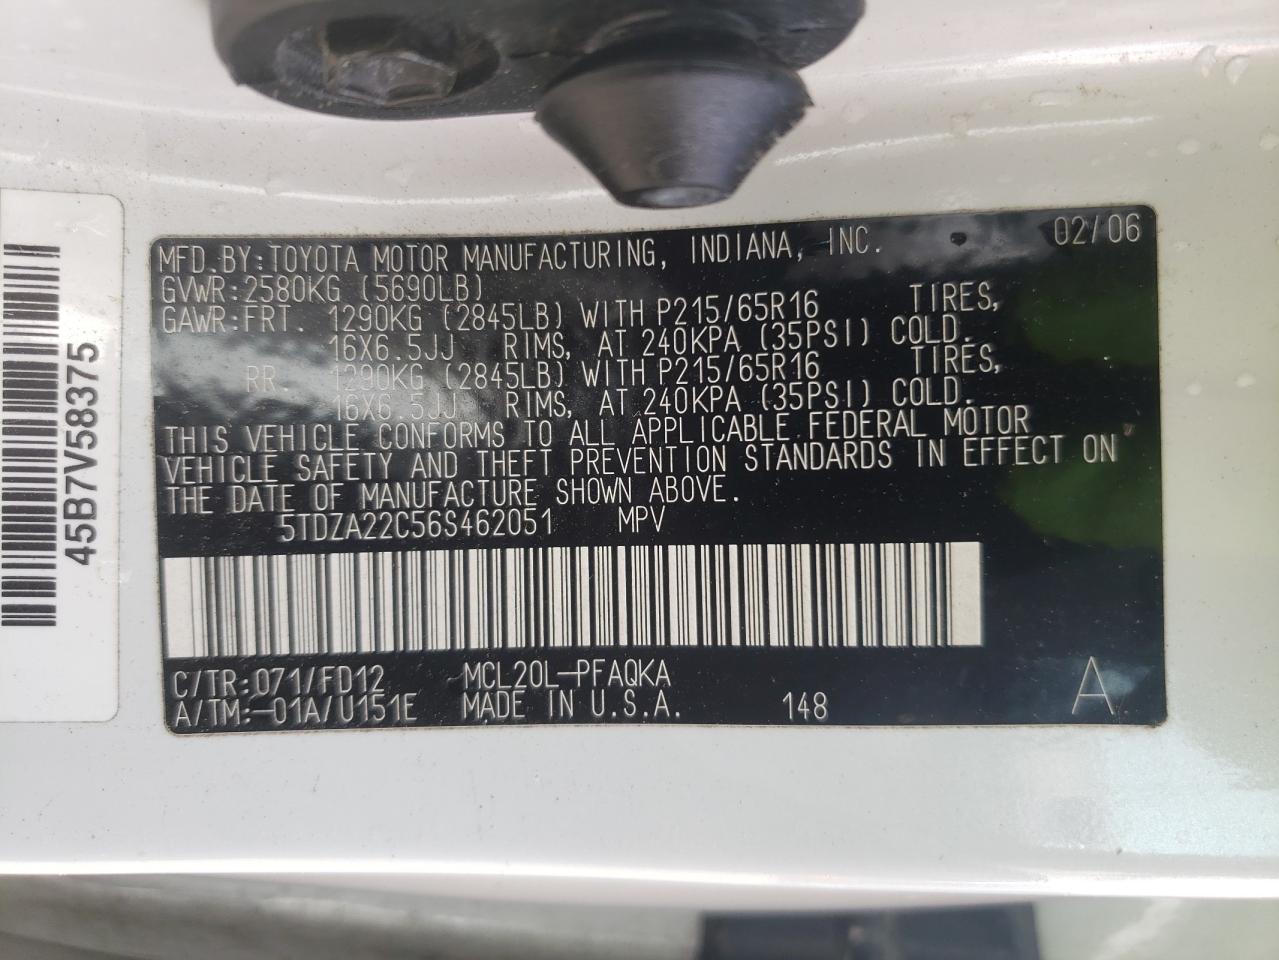 MFD.BY:TOYOTA MOTOR MANUFACTURING, INDIANA, INC. 02/06
GVWR:2580KG (5690LB)
GAWR:FRT. 1290KG (2845LB) WITH P215/65R16 TIRES,
16X6.5JJ RIMS, AT 240KPA (35PSI) COLD.
RR. 1290KG (2845LB) WITH P215/65R16 TIRES,
16X6.5JJ RIMS, AT 240KPA (35PSI) COLD.
THIS VEHICLE CONFORMS TO ALL APPLICABLE FEDERAL MOTOR
VEHICLE SAFETY AND THEFT PREVENTION STANDARDS IN EFFECT ON
THE DATE OF MANUFACTURE SHOWN ABOVE.
5TDZA22C56S462051 MPV
C/TR:071/FD12 MCL20L-PFAQKA
A/TM:-01A/U151E MADE IN U.S.A. 148 A
45B7V58375